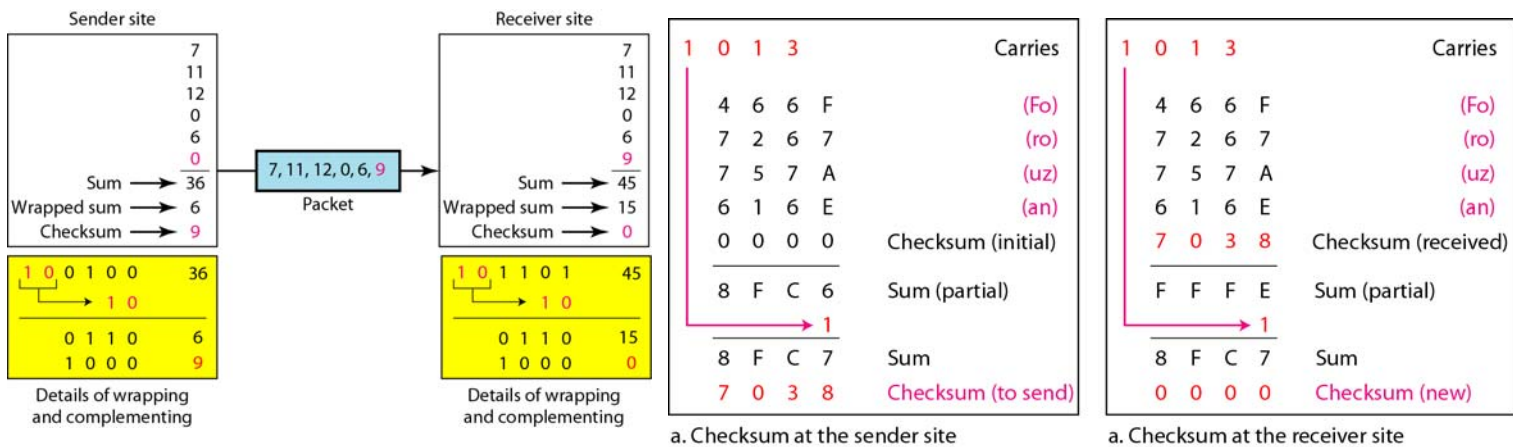 Sender site
7
11
12
0
6
0
Sum 36
Wrapped sum 6
Checksum 9
1 0 0 1 0 0 36
1 0
0 1 1 0 6
1 0 0 0 9
Details of wrapping
and complementing
7, 11, 12, 0, 6, 9
Packet
Receiver site
7
11
12
0
6
9
Sum 45
Wrapped sum 15
Checksum 0
1 0 1 1 0 1 45
1 0
0 1 1 0 15
1 0 0 0 0
Details of wrapping
and complementing
1 0 1 3 Carries
4 6 6 F (Fo)
7 2 6 7 (ro)
7 5 7 A (uz)
6 1 6 E (an)
0 0 0 0 Checksum (initial)
8 F C 6 Sum (partial)
1
8 F C 7 Sum
7 0 3 8 Checksum (to send)
a. Checksum at the sender site
1 0 1 3 Carries
4 6 6 F (Fo)
7 2 6 7 (ro)
7 5 7 A (uz)
6 1 6 E (an)
7 0 3 8 Checksum (received)
F F F E Sum (partial)
1
8 F C 7 Sum
0 0 0 0 Checksum (new)
a. Checksum at the receiver site